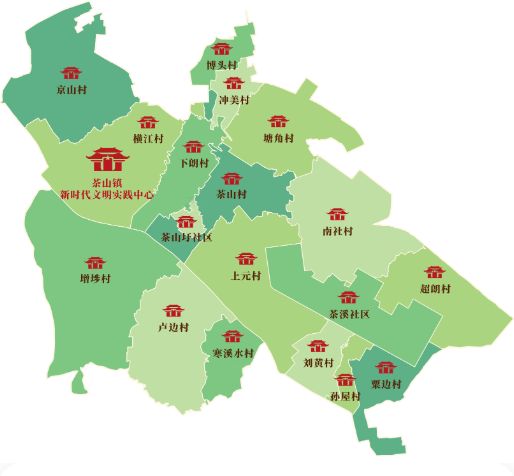 博头村
京山村
冲美村
横江村
塘角村
下朗村
茶山镇
新时代文明实践中心
茶山村
南社村
茶山圩社区
增埗村
上元村
超朗村
茶溪社区
卢边村
寒溪水村
刘黄村
孙屋村
粟边村